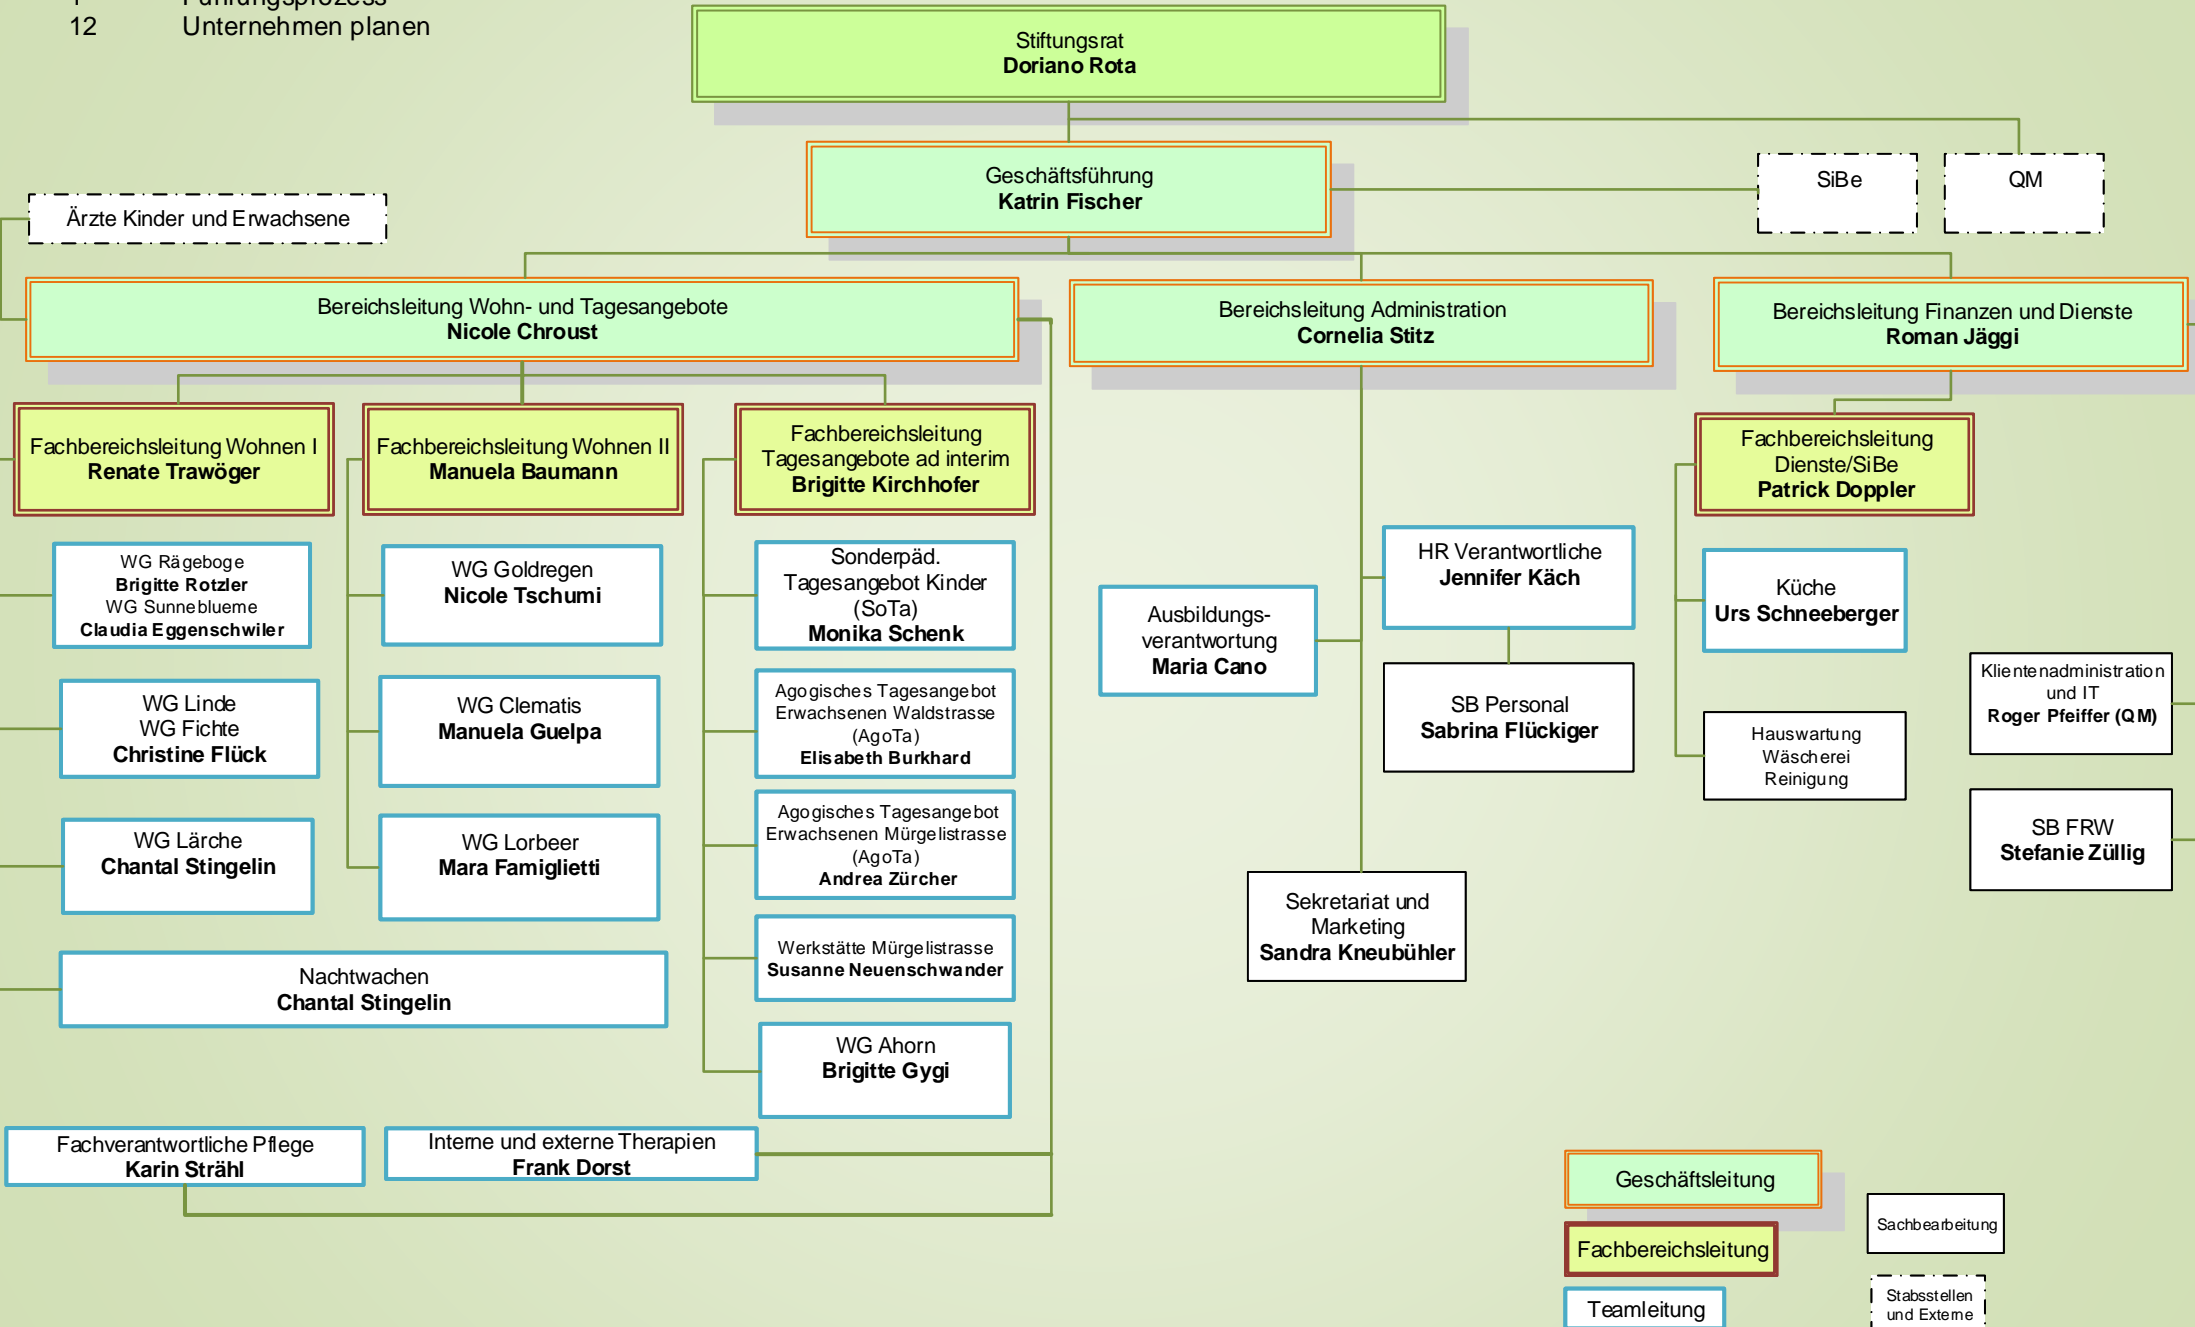 1 Führungsprozess
12 Unternehmen planen
Stiftungsrat
Doriano Rota
Geschäftsführung
Katrin Fischer
SiBe
QM
Ärzte Kinder und Erwachsene
Bereichsleitung Wohn- und Tagesangebote
Nicole Chroust
Bereichsleitung Administration
Cornelia Stitz
Bereichsleitung Finanzen und Dienste
Roman Jäggi
Fachbereichsleitung Wohnen I
Renate Trawöger
Fachbereichsleitung Wohnen II
Manuela Baumann
Fachbereichsleitung
Tagesangebote ad interim
Brigitte Kirchhofer
Fachbereichsleitung
Dienste/SiBe
Patrick Doppler
WG Rägeboge
Brigitte Rotzler
WG Sunneblueme
Claudia Eggenschwiler
WG Linde
WG Fichte
Christine Flück
WG Lärche
Chantal Stingelin
Nachtwachen
Chantal Stingelin
WG Goldregen
Nicole Tschumi
WG Clematis
Manuela Guelpa
WG Lorbeer
Mara Famiglietti
Sonderpäd.
Tagesangebot Kinder
(SoTa)
Monika Schenk
Agogisches Tagesangebot
Erwachsenen Waldstrasse
(AgoTa)
Elisabeth Burkhard
Agogisches Tagesangebot
Erwachsenen Mürgelistrasse
(AgoTa)
Andrea Zürcher
Werkstätte Mürgelistrasse
Susanne Neuenschwander
WG Ahorn
Brigitte Gygi
Fachverantwortliche Pflege
Karin Strähl
Interne und externe Therapien
Frank Dorst
Ausbildungs-
verantwortung
Maria Cano
HR Verantwortliche
Jennifer Käch
SB Personal
Sabrina Flückiger
Sekretariat und
Marketing
Sandra Kneubühler
Küche
Urs Schneeberger
Hauswartung
Wäscherei
Reinigung
Klientenadministration
und IT
Roger Pfeiffer (QM)
SB FRW
Stefanie Züllig
Geschäftsleitung
Fachbereichsleitung
Teamleitung
Sachbearbeitung
Stabsstellen
und Externe